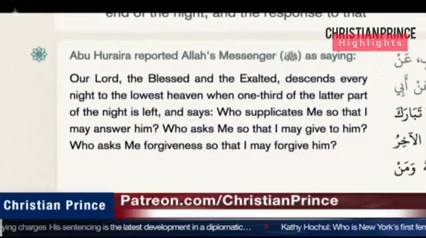 end of the night, and the response to that
CHRISTIANPRINCE
Highlights
Abu Huraira reported Allah's Messenger (ﷺ) as saying:
Our Lord, the Blessed and the Exalted, descends every
night to the lowest heaven when one-third of the latter part
of the night is left, and says: Who supplicates Me so that I
may answer him? Who asks Me so that I may give to him?
Who asks Me forgiveness so that I may forgive him?
عَنْ
أَبِي
تَبَارَكَ
الآخِرُ
وَمَنْ
Christian Prince
Patreon.com/ChristianPrince
ying charges His sentencing is the latest development in a diplomatic... > Kathy Hochul: Who is New York's first fem